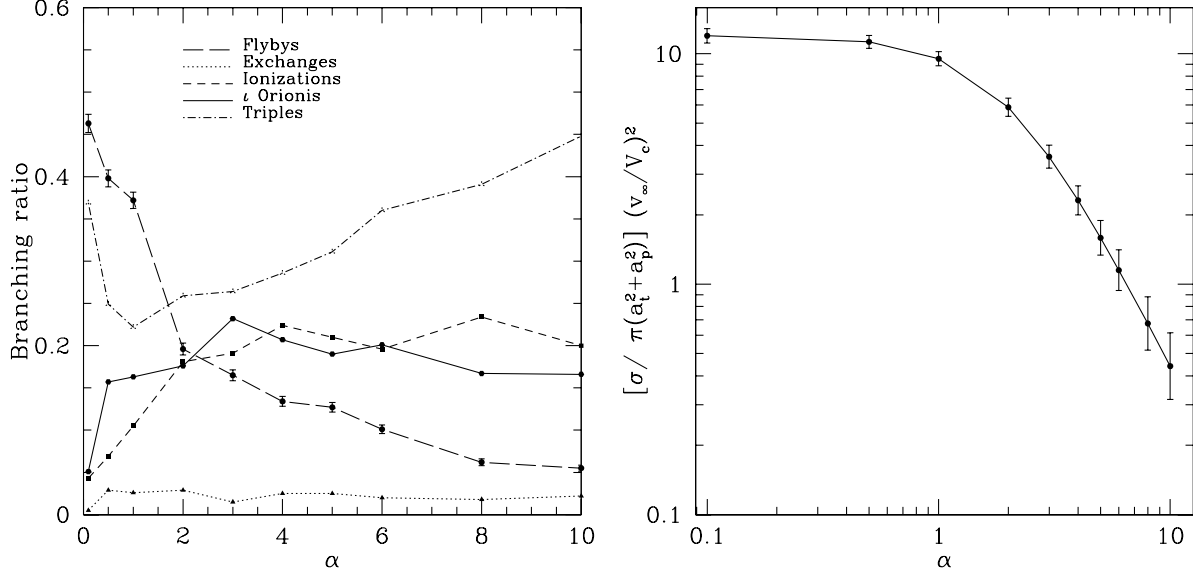 0.6
0.4
0.2
0
Branching ratio
Flybys
Exchanges
Ionizations
ι Orionis
Triples
0 2 4 6 8 10
α
10
1
0.1
[σ/ π(a_t^2+a_p^2)] (v_∞/V_c)^2
0.1 1 10
α